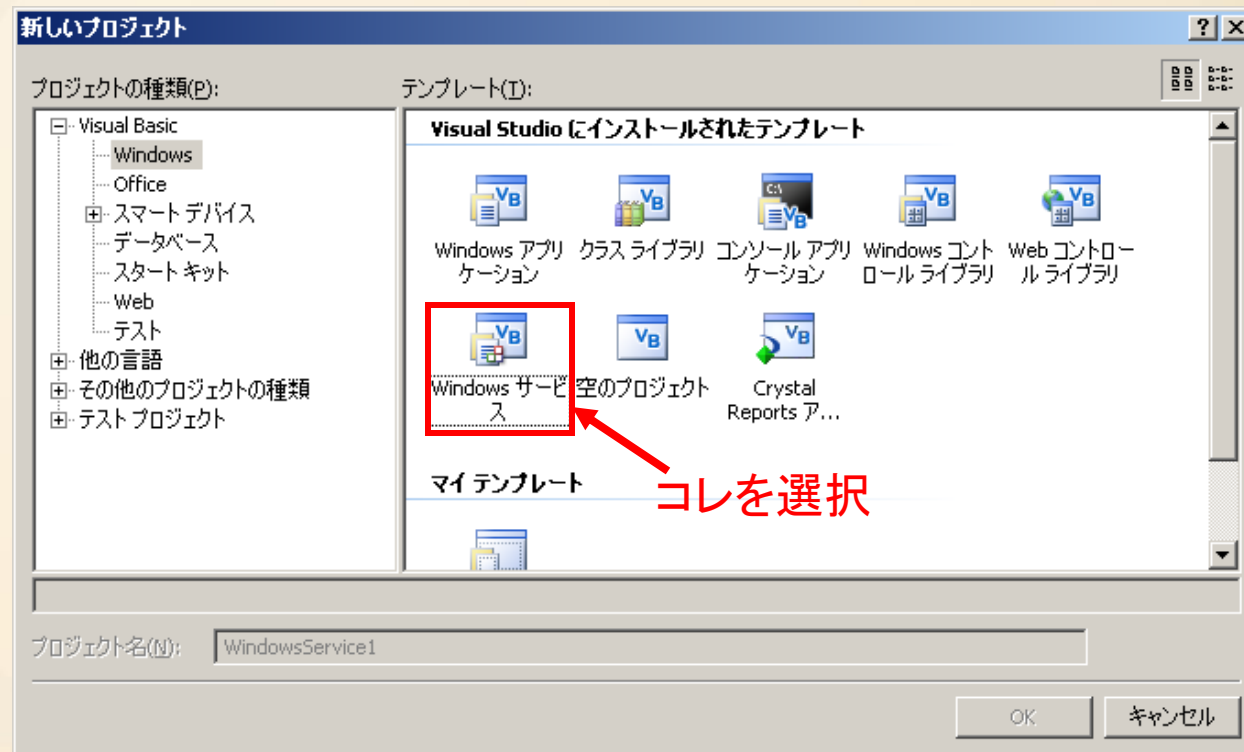 新しいプロジェクト
プロジェクトの種類(P):
テンプレート(T):
Visual Basic
Windows
Office
スマート デバイス
データベース
スタート キット
Web
テスト
他の言語
その他のプロジェクトの種類
テスト プロジェクト
Visual Studio にインストールされたテンプレート
Windows アプリ
ケーション
クラス ライブラリ
コンソール アプリ
ケーション
Windows コント
ロール ライブラリ
Web コントロー
ル ライブラリ
Windows サービ
ス
空のプロジェクト
Crystal
Reports ア...
コレを選択
マイ テンプレート
プロジェクト名(N):
WindowsService1
OK
キャンセル